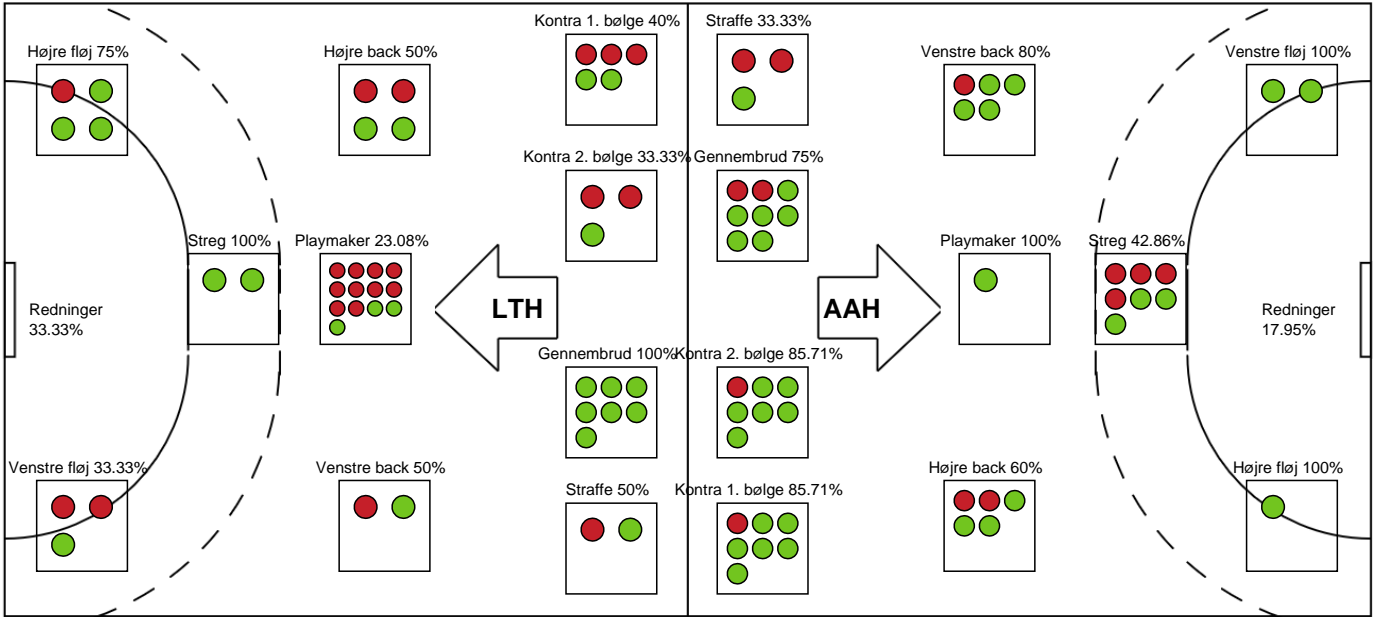 Kontra 1. bølge 40%
Straffe 33.33%
Højre fløj 75%
Højre back 50%
Venstre back 80%
Venstre fløj 100%
Kontra 2. bølge 33.33%
Gennembrud 75%
Streg 100%
Playmaker 23.08%
Playmaker 100%
Streg 42.86%
LTH
AAH
Redninger
33.33%
Redninger
17.95%
Gennembrud 100%
Kontra 2. bølge 85.71%
Venstre fløj 33.33%
Venstre back 50%
Højre back 60%
Højre fløj 100%
Straffe 50%
Kontra 1. bølge 85.71%